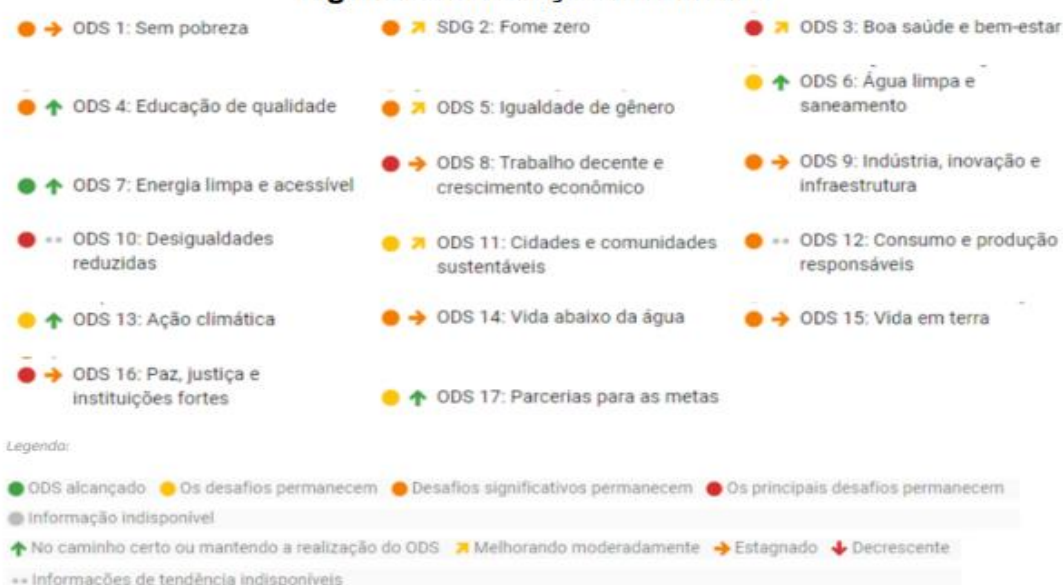 ODS 1: Sem pobreza
SDG 2: Fome zero
ODS 3: Boa saúde e bem-estar
ODS 4: Educação de qualidade
ODS 5: Igualdade de gênero
ODS 6: Água limpa e
saneamento
ODS 7: Energia limpa e acessível
ODS 8: Trabalho decente e
crescimento econômico
ODS 9: Indústria, inovação e
infraestrutura
ODS 10: Desigualdades
reduzidas
ODS 11: Cidades e comunidades
sustentáveis
ODS 12: Consumo e produção
responsáveis
ODS 13: Ação climática
ODS 14: Vida abaixo da água
ODS 15: Vida em terra
ODS 16: Paz, justiça e
instituições fortes
ODS 17: Parcerias para as metas
Legenda:
ODS alcançado Os desafios permanecem Desafios significativos permanecem Os principais desafios permanecem
Informação indisponível
No caminho certo ou mantendo a realização do ODS Melhorando moderadamente Estagnado Decrescente
Informações de tendência indisponíveis